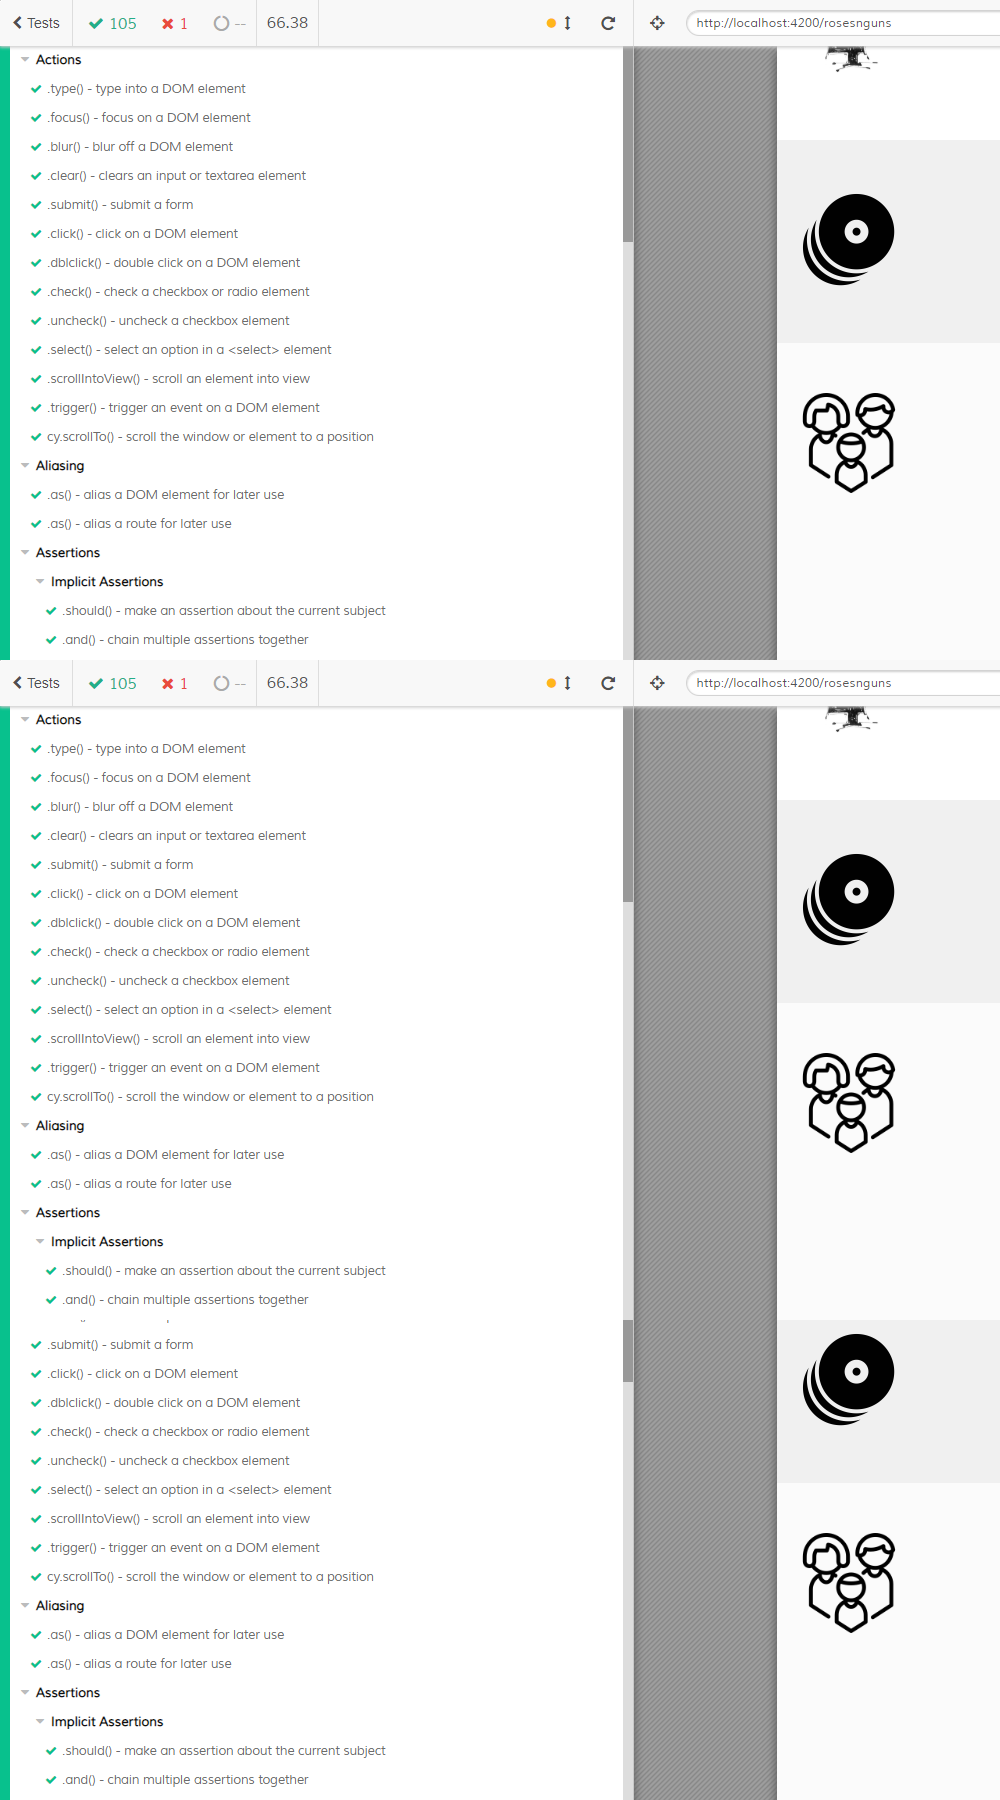 Tests 105 1 -- 66.38 http://localhost:4200/rosesnguns
Actions
.type() - type into a DOM element
.focus() - focus on a DOM element
.blur() - blur off a DOM element
.clear() - clears an input or textarea element
.submit() - submit a form
.click() - click on a DOM element
.dblclick() - double click on a DOM element
.check() - check a checkbox or radio element
.uncheck() - uncheck a checkbox element
.select() - select an option in a <select> element
.scrollIntoView() - scroll an element into view
.trigger() - trigger an event on a DOM element
cy.scrollTo() - scroll the window or element to a position
Aliasing
.as() - alias a DOM element for later use
.as() - alias a route for later use
Assertions
Implicit Assertions
.should() - make an assertion about the current subject
.and() - chain multiple assertions together
Tests 105 1 -- 66.38 http://localhost:4200/rosesnguns
Actions
.type() - type into a DOM element
.focus() - focus on a DOM element
.blur() - blur off a DOM element
.clear() - clears an input or textarea element
.submit() - submit a form
.click() - click on a DOM element
.dblclick() - double click on a DOM element
.check() - check a checkbox or radio element
.uncheck() - uncheck a checkbox element
.select() - select an option in a <select> element
.scrollIntoView() - scroll an element into view
.trigger() - trigger an event on a DOM element
cy.scrollTo() - scroll the window or element to a position
Aliasing
.as() - alias a DOM element for later use
.as() - alias a route for later use
Assertions
Implicit Assertions
.should() - make an assertion about the current subject
.and() - chain multiple assertions together
.submit() - submit a form
.click() - click on a DOM element
.dblclick() - double click on a DOM element
.check() - check a checkbox or radio element
.uncheck() - uncheck a checkbox element
.select() - select an option in a <select> element
.scrollIntoView() - scroll an element into view
.trigger() - trigger an event on a DOM element
cy.scrollTo() - scroll the window or element to a position
Aliasing
.as() - alias a DOM element for later use
.as() - alias a route for later use
Assertions
Implicit Assertions
.should() - make an assertion about the current subject
.and() - chain multiple assertions together